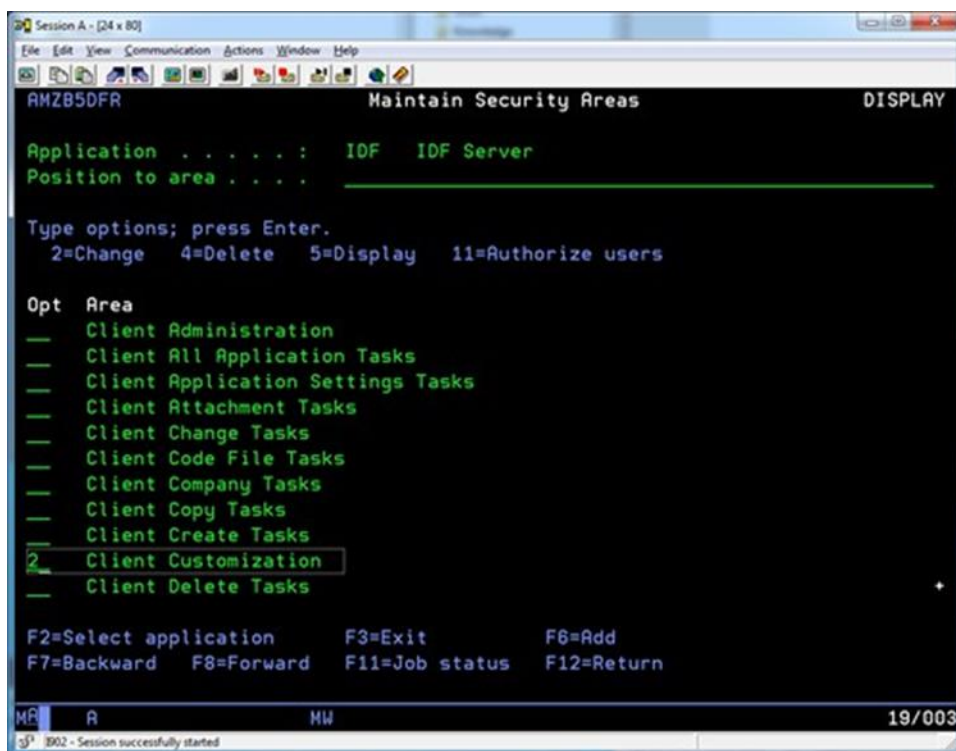 Session A - [24 x 80]
File Edit View Communication Actions Window Help
AMZB5DFR Maintain Security Areas DISPLAY
Application . . . . . : IDF IDF Server
Position to area . . . .
Type options; press Enter.
2=Change 4=Delete 5=Display 11=Authorize users
Opt Area
Client Administration
Client All Application Tasks
Client Application Settings Tasks
Client Attachment Tasks
Client Change Tasks
Client Code File Tasks
Client Company Tasks
Client Copy Tasks
Client Create Tasks
2 Client Customization
Client Delete Tasks
+
F2=Select application F3=Exit F6=Add
F7=Backward F8=Forward F11=Job status F12=Return
MA A MW 19/003
I902 - Session successfully started